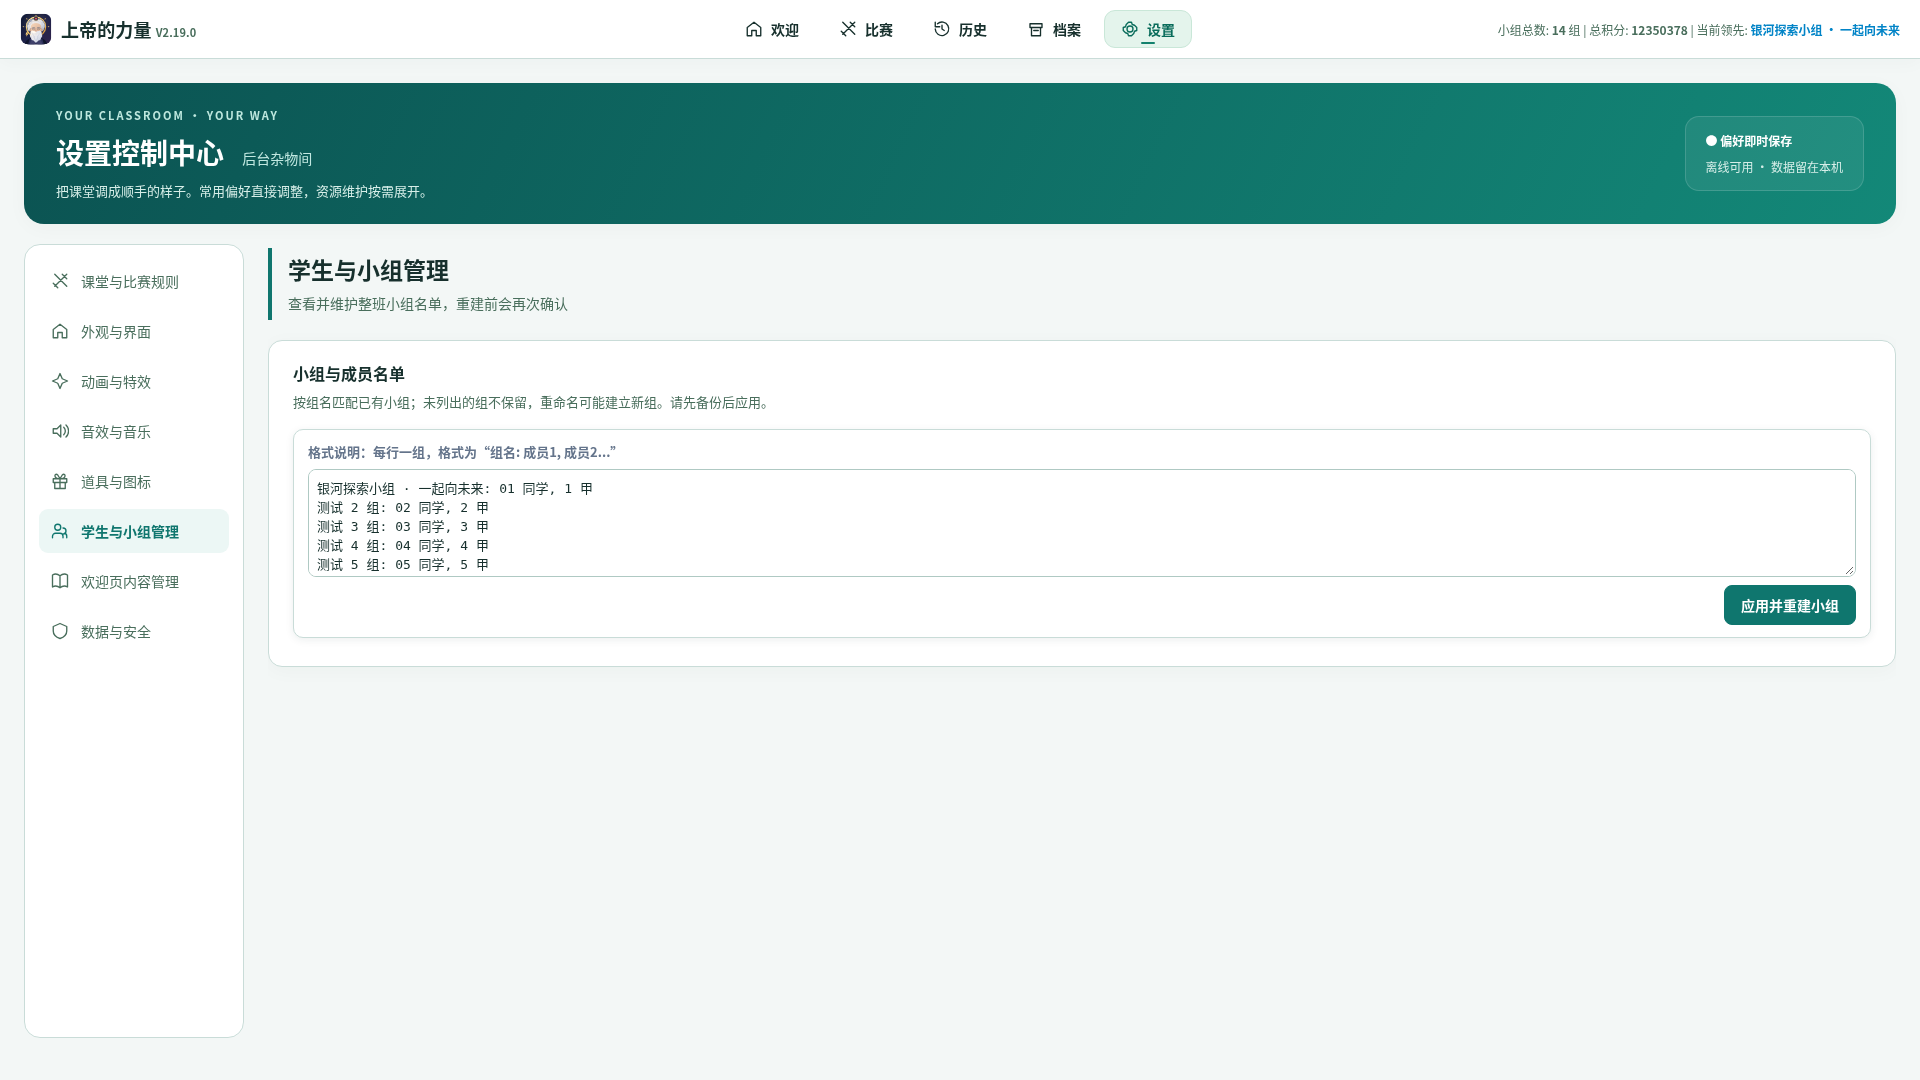 上帝的力量 V2.19.0
欢迎
比赛
历史
档案
设置
小组总数: 14 组 | 总积分: 12350378 | 当前领先: 银河探索小组 · 一起向未来
YOUR CLASSROOM · YOUR WAY
设置控制中心 后台杂物间
把课堂调成顺手的样子。常用偏好直接调整，资源维护按需展开。
偏好即时保存
离线可用 · 数据留在本机
课堂与比赛规则
外观与界面
动画与特效
音效与音乐
道具与图标
学生与小组管理
欢迎页内容管理
数据与安全
学生与小组管理
查看并维护整班小组名单，重建前会再次确认
小组与成员名单
按组名匹配已有小组；未列出的组不保留，重命名可能建立新组。请先备份后应用。
格式说明：每行一组，格式为“组名: 成员1, 成员2...”
银河探索小组 · 一起向未来: 01 同学, 1 甲
测试 2 组: 02 同学, 2 甲
测试 3 组: 03 同学, 3 甲
测试 4 组: 04 同学, 4 甲
测试 5 组: 05 同学, 5 甲
应用并重建小组